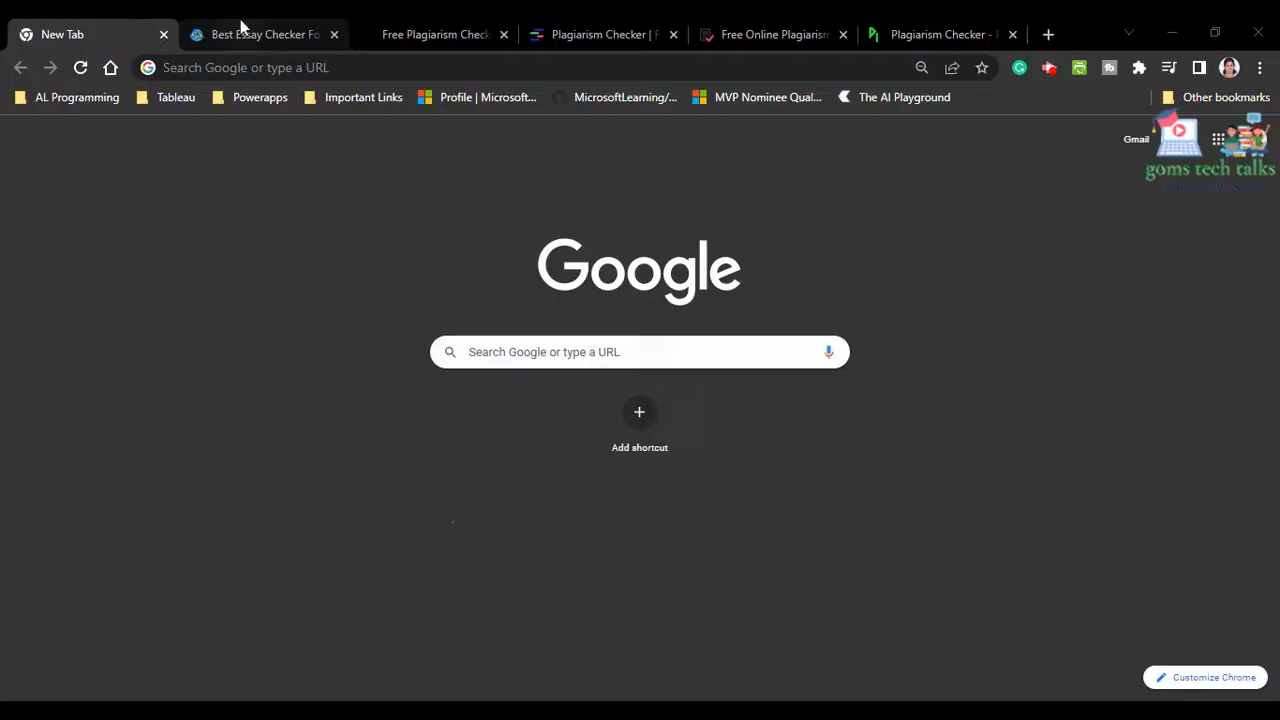 New Tab
Best Essay Checker Fo
Free Plagiarism Check
Plagiarism Checker | F
Free Online Plagiarism
Plagiarism Checker - F
Search Google or type a URL
AL Programming
Tableau
Powerapps
Important Links
Profile | Microsoft...
MicrosoftLearning/...
MVP Nominee Qual...
The AI Playground
Other bookmarks
Gmail
goms tech talks
Google
Search Google or type a URL
Add shortcut
Customize Chrome